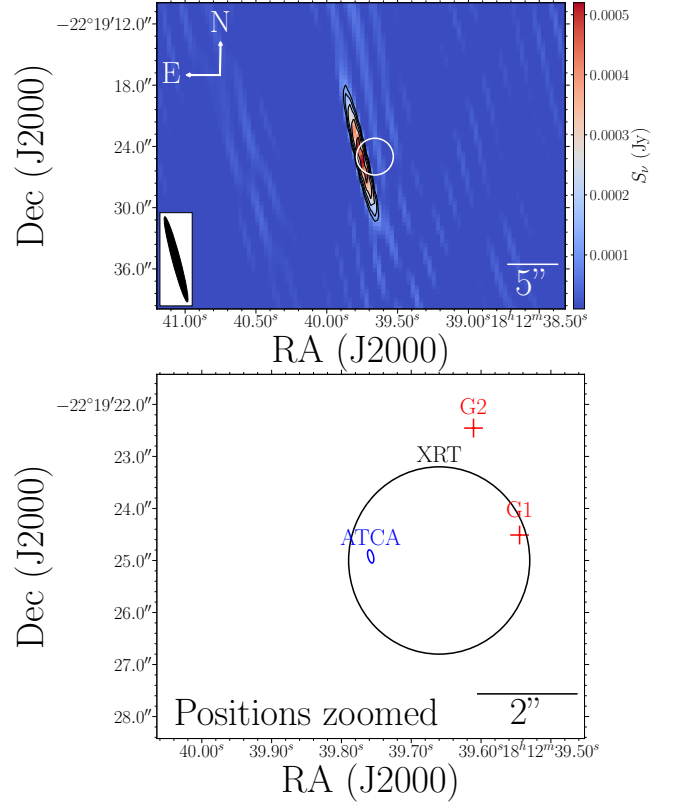 −22°19′12.0″
18.0″
24.0″
30.0″
36.0″
Dec (J2000)
N
E
5"
41.00ˢ 40.50ˢ 40.00ˢ 39.50ˢ 39.00ˢ 18ʰ12ᵐ38.50ˢ
RA (J2000)
0.0005
0.0004
0.0003
0.0002
0.0001
S_ν (Jy)
−22°19′22.0″
23.0″
24.0″
25.0″
26.0″
27.0″
28.0″
Dec (J2000)
G2
XRT
G1
ATCA
Positions zoomed
2"
40.00ˢ 39.90ˢ 39.80ˢ 39.70ˢ 39.60ˢ 18ʰ12ᵐ39.50ˢ
RA (J2000)